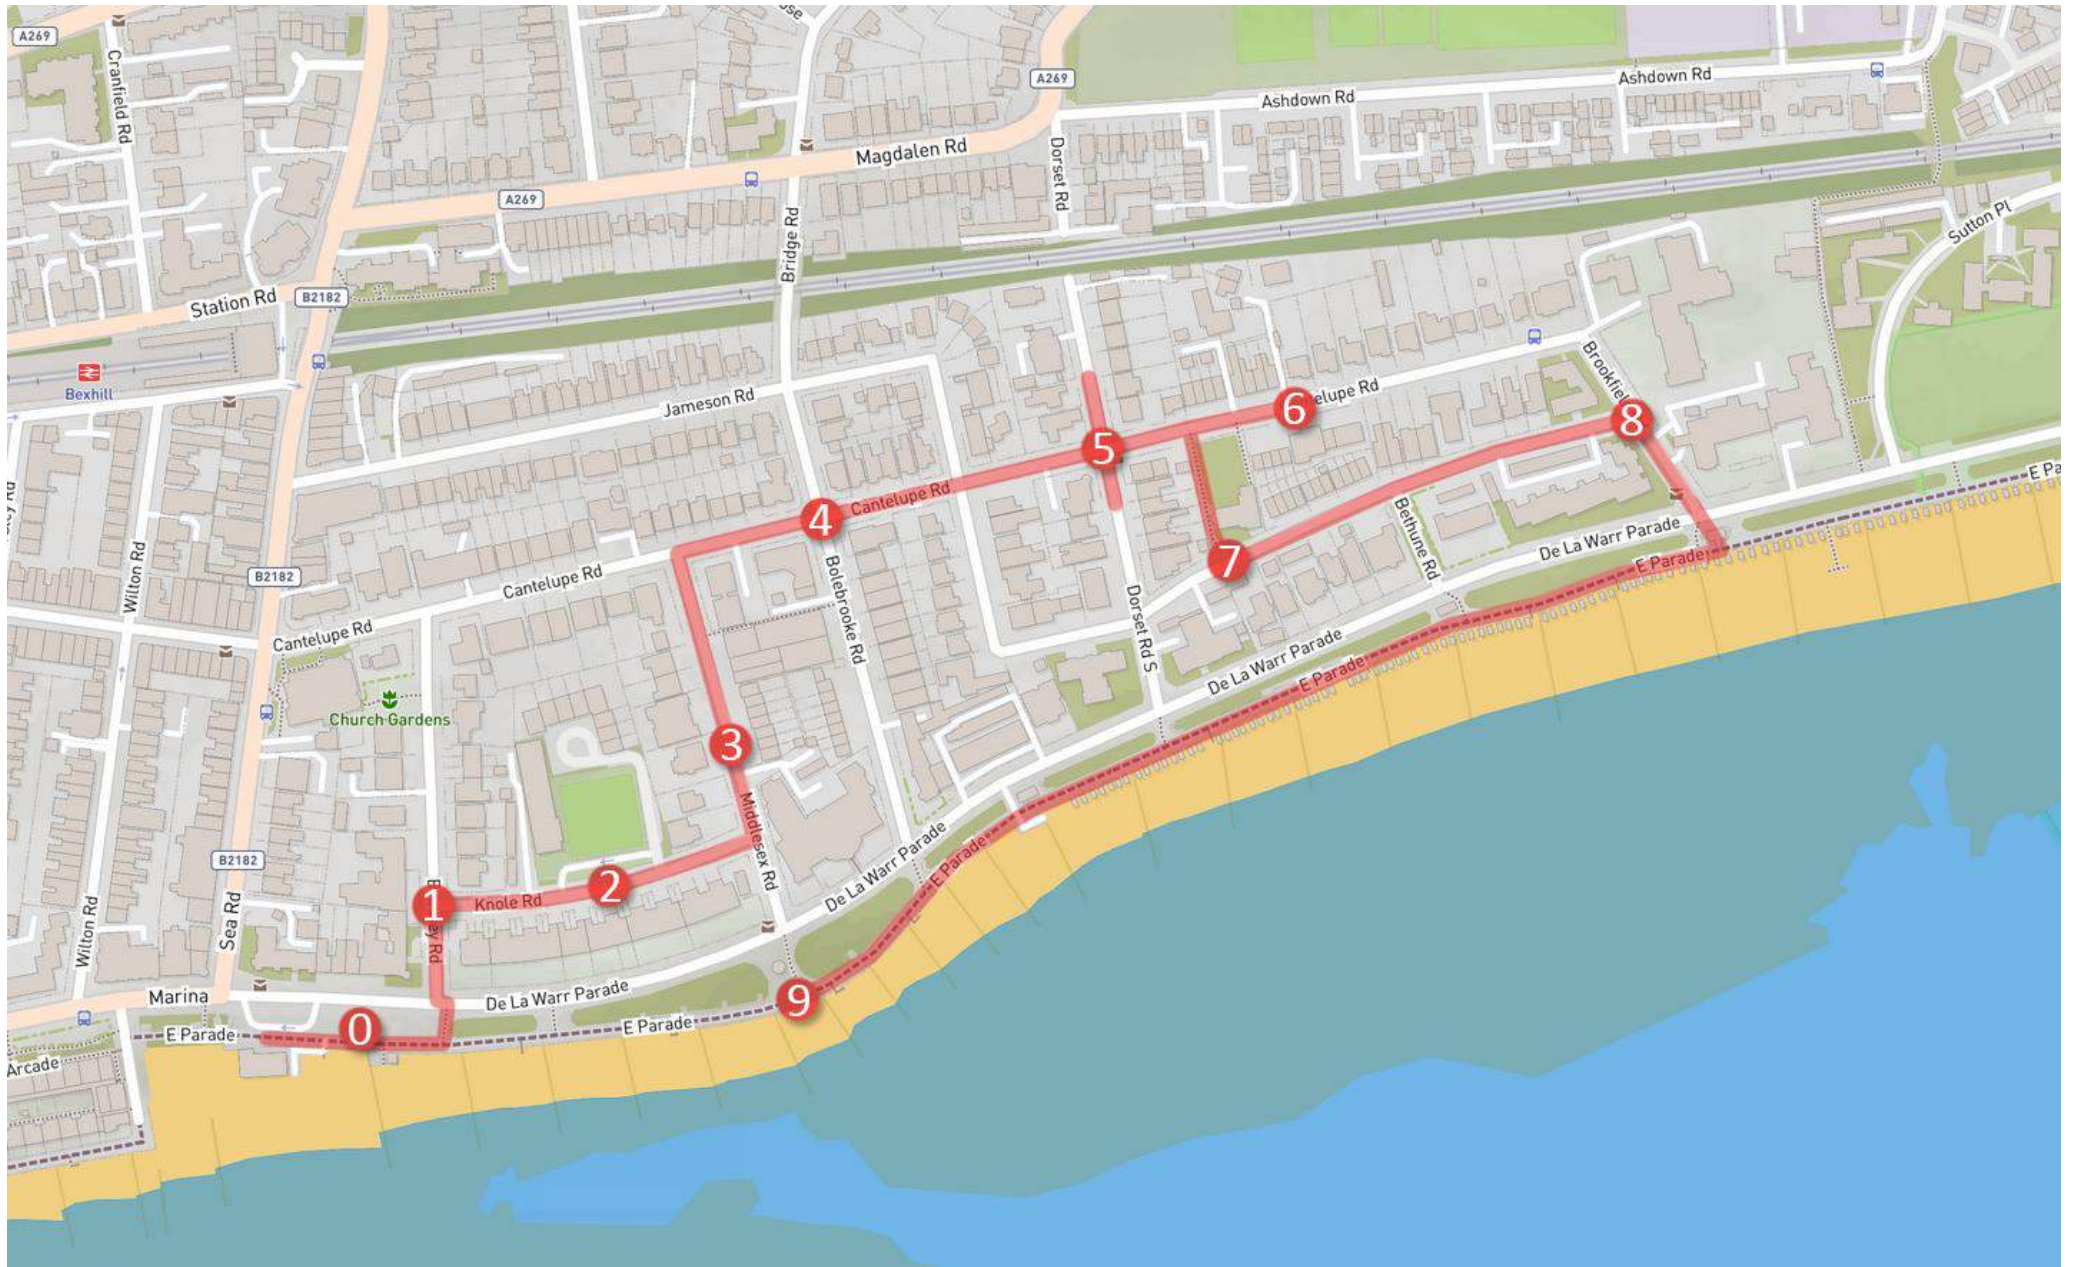 A269
Cranfield Rd
A269
Ashdown Rd
Ashdown Rd
Magdalen Rd
Dorset Rd
A269
Bridge Rd
Sutton Pl
Station Rd
B2182
Bexhill
Jameson Rd
6
Cantelupe Rd
8
5
Cantelupe Rd
4
E Parade
De La Warr Parade
Bethune Rd
Wilton Rd
B2182
Cantelupe Rd
7
Bolebrooke Rd
Dorset Rd S
E Parade
Cantelupe Rd
De La Warr Parade
E Parade
Church Gardens
3
Middlesex Rd
De La Warr Parade
E Parade
B2182
2
1
Knole Rd
Sea Rd
Wilton Rd
Marina
De La Warr Parade
9
0
E Parade
E Parade
Arcade